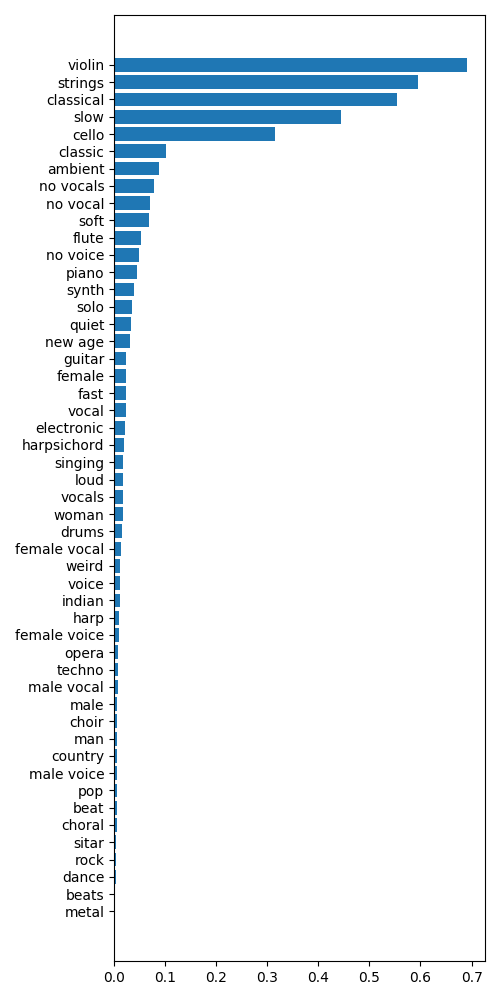 violin
strings
classical
slow
cello
classic
ambient
no vocals
no vocal
soft
flute
no voice
piano
synth
solo
quiet
new age
guitar
female
fast
vocal
electronic
harpsichord
singing
loud
vocals
woman
drums
female vocal
weird
voice
indian
harp
female voice
opera
techno
male vocal
male
choir
man
country
male voice
pop
beat
choral
sitar
rock
dance
beats
metal
0.0 0.1 0.2 0.3 0.4 0.5 0.6 0.7